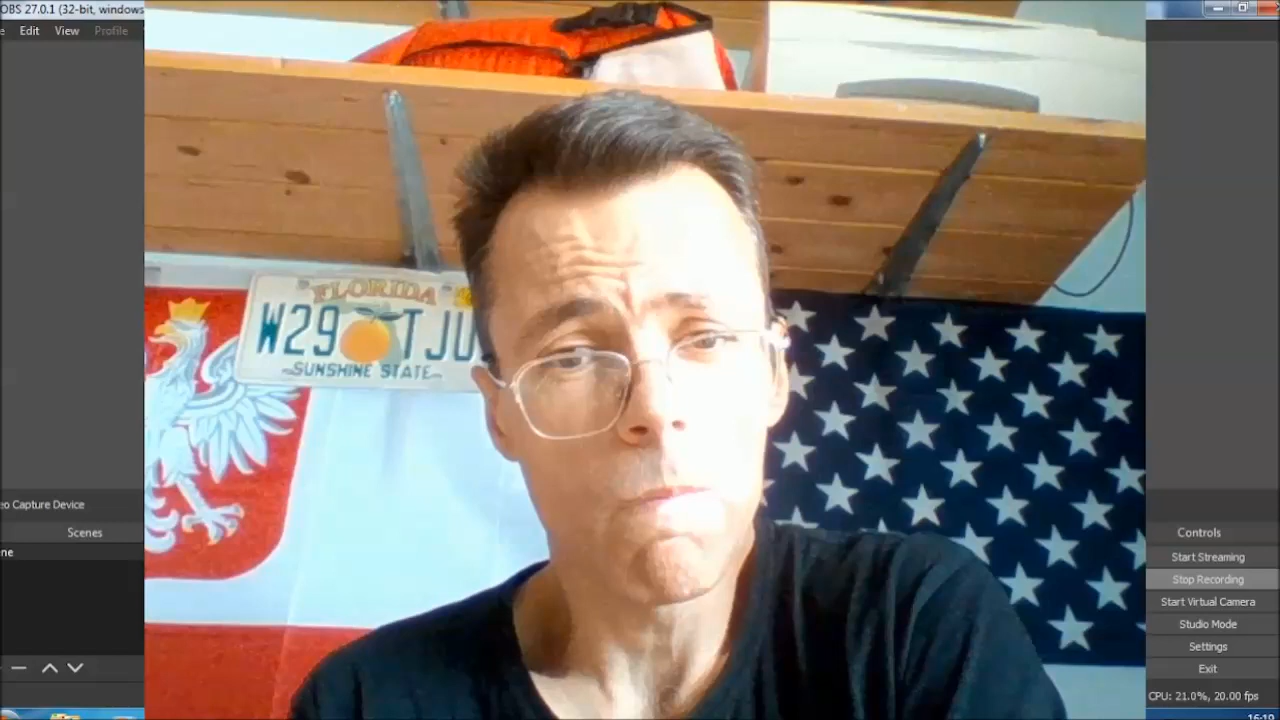 OBS 27.0.1 (32-bit, windows
Edit View Profile
FLORIDA
W29 TJU
SUNSHINE STATE
eo Capture Device
Scenes
ne
Controls
Start Streaming
Stop Recording
Start Virtual Camera
Studio Mode
Settings
Exit
CPU: 21.0%, 20.00 fps
16:19